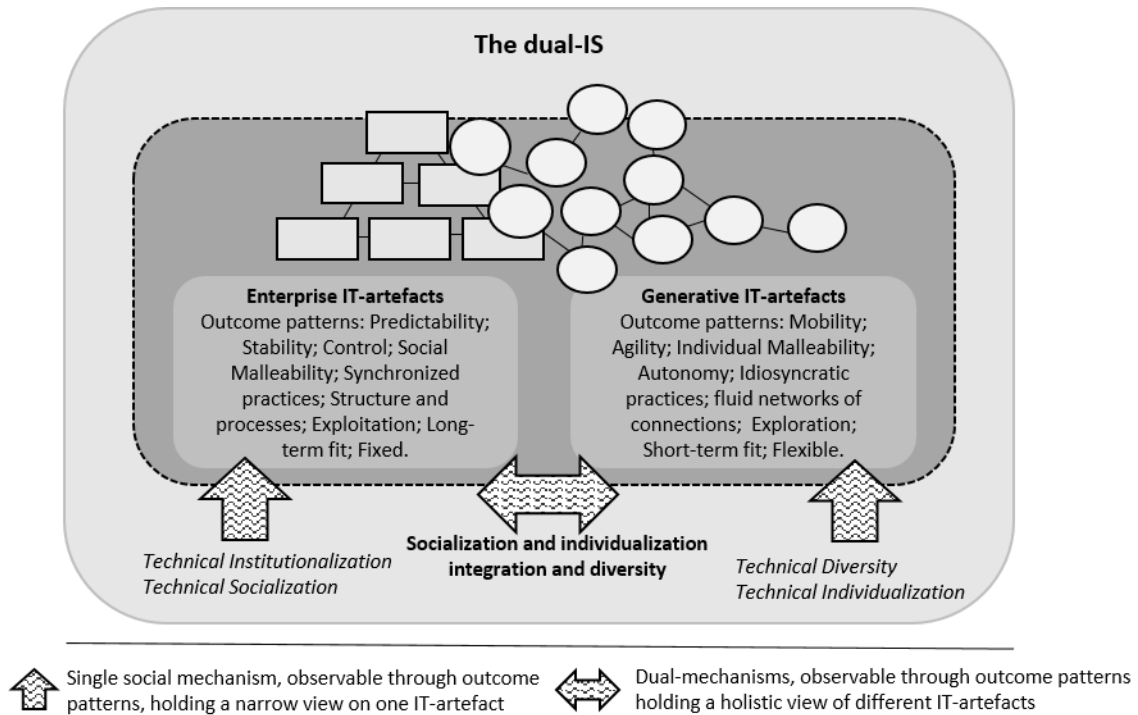 The dual-IS
Enterprise IT-artefacts
Outcome patterns: Predictability;
Stability; Control; Social
Malleability; Synchronized
practices; Structure and
processes; Exploitation; Long-
term fit; Fixed.
Generative IT-artefacts
Outcome patterns: Mobility;
Agility; Individual Malleability;
Autonomy; Idiosyncratic
practices; fluid networks of
connections; Exploration;
Short-term fit; Flexible.
Technical Institutionalization
Technical Socialization
Socialization and individualization
integration and diversity
Technical Diversity
Technical Individualization
Single social mechanism, observable through outcome
patterns, holding a narrow view on one IT-artefact
Dual-mechanisms, observable through outcome patterns
holding a holistic view of different IT-artefacts